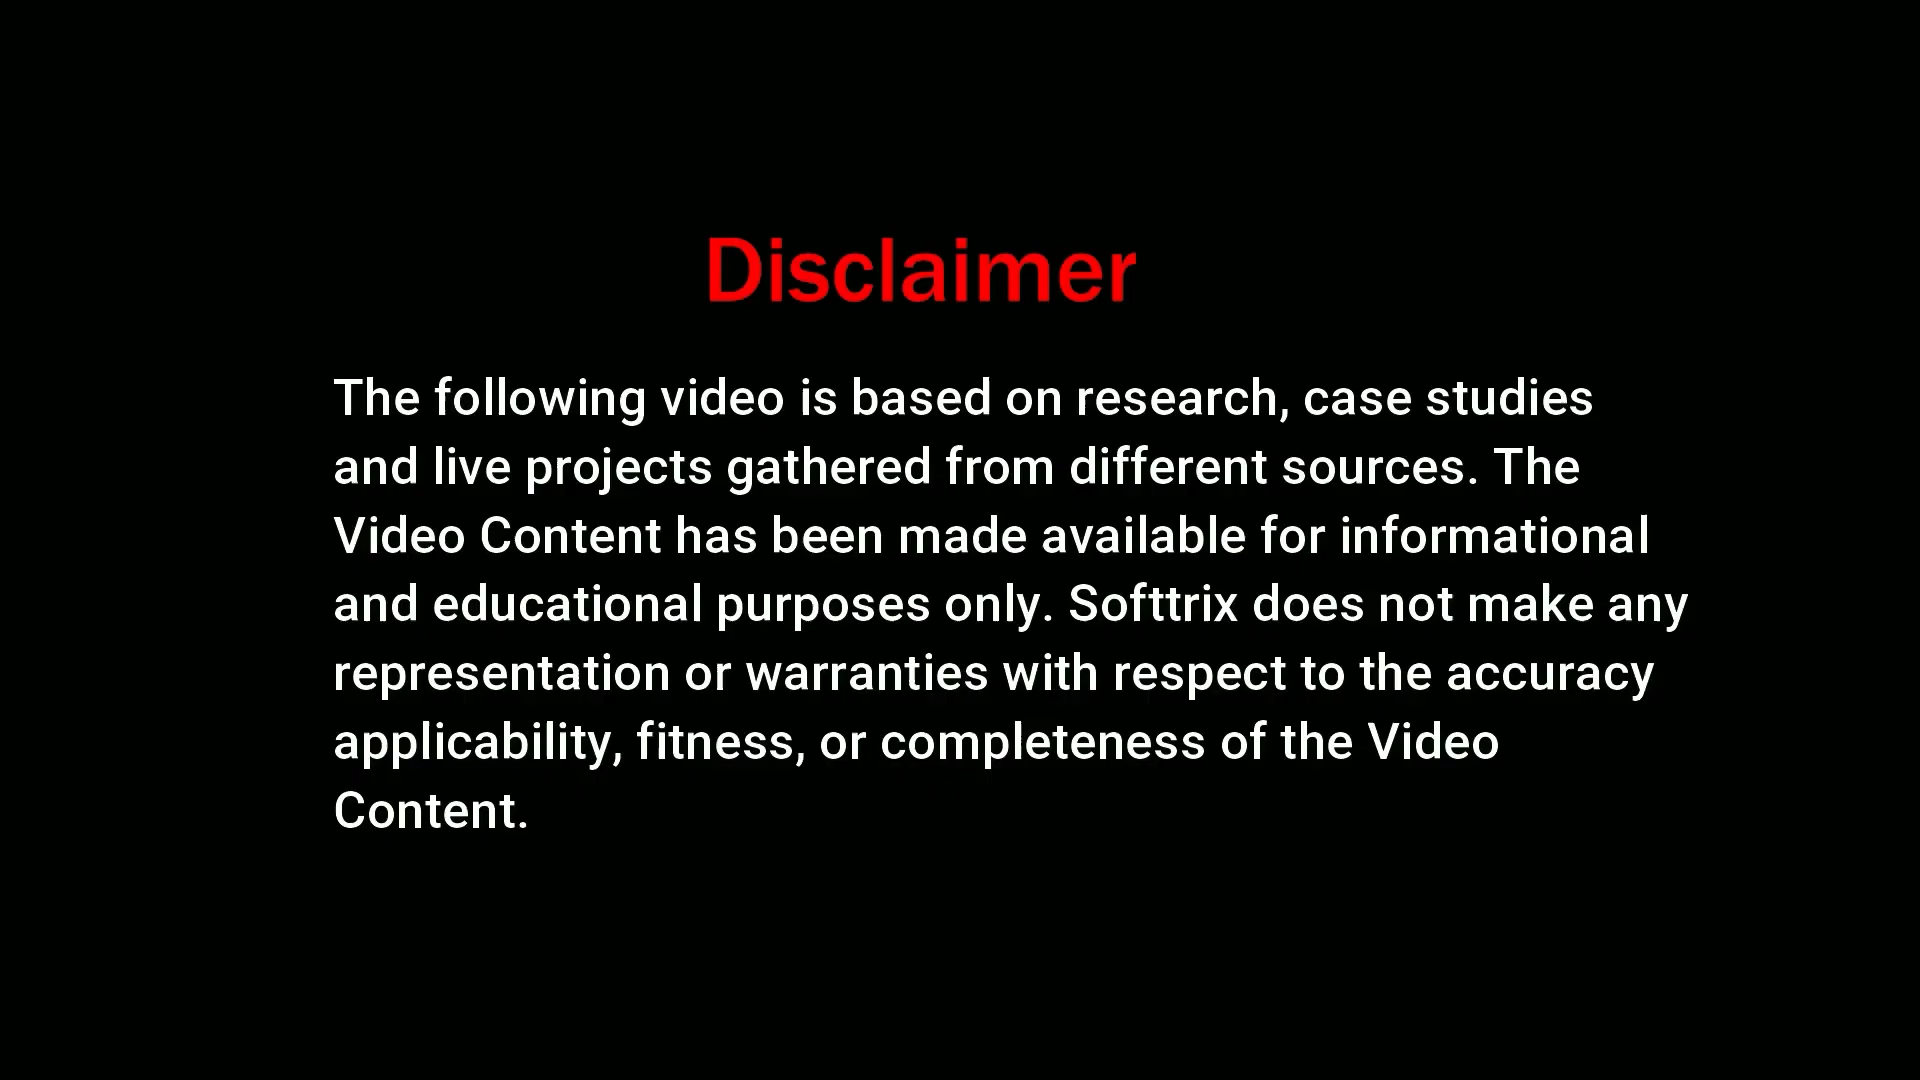 Disclaimer
The following video is based on research, case studies
and live projects gathered from different sources. The
Video Content has been made available for informational
and educational purposes only. Softtrix does not make any
representation or warranties with respect to the accuracy
applicability, fitness, or completeness of the Video
Content.